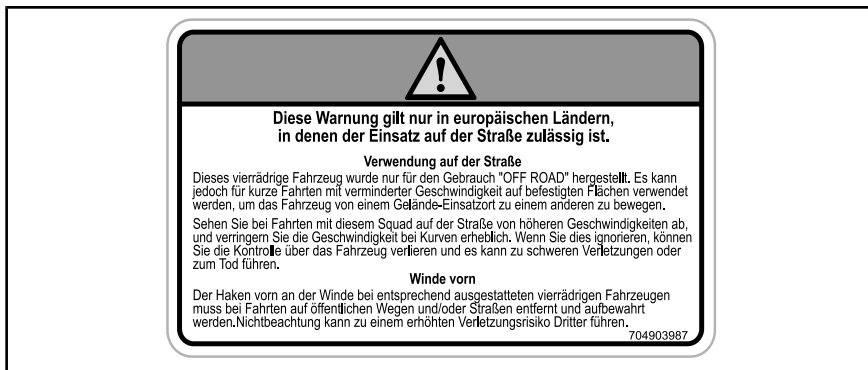 Diese Warnung gilt nur in europäischen Ländern,
in denen der Einsatz auf der Straße zulässig ist.
Verwendung auf der Straße
Dieses vierrädrige Fahrzeug wurde nur für den Gebrauch "OFF ROAD" hergestellt. Es kann
jedoch für kurze Fahrten mit verminderter Geschwindigkeit auf befestigten Flächen verwendet
werden, um das Fahrzeug von einem Gelände-Einsatzort zu einem anderen zu bewegen.
Sehen Sie bei Fahrten mit diesem Squad auf der Straße von höheren Geschwindigkeiten ab,
und verringern Sie die Geschwindigkeit bei Kurven erheblich. Wenn Sie dies ignorieren, können
Sie die Kontrolle über das Fahrzeug verlieren und es kann zu schweren Verletzungen oder
zum Tod führen.
Winde vorn
Der Haken vorn an der Winde bei entsprechend ausgestatteten vierrädrigen Fahrzeugen
muss bei Fahrten auf öffentlichen Wegen und/oder Straßen entfernt und aufbewahrt
werden.Nichtbeachtung kann zu einem erhöhten Verletzungsrisiko Dritter führen.
704903987